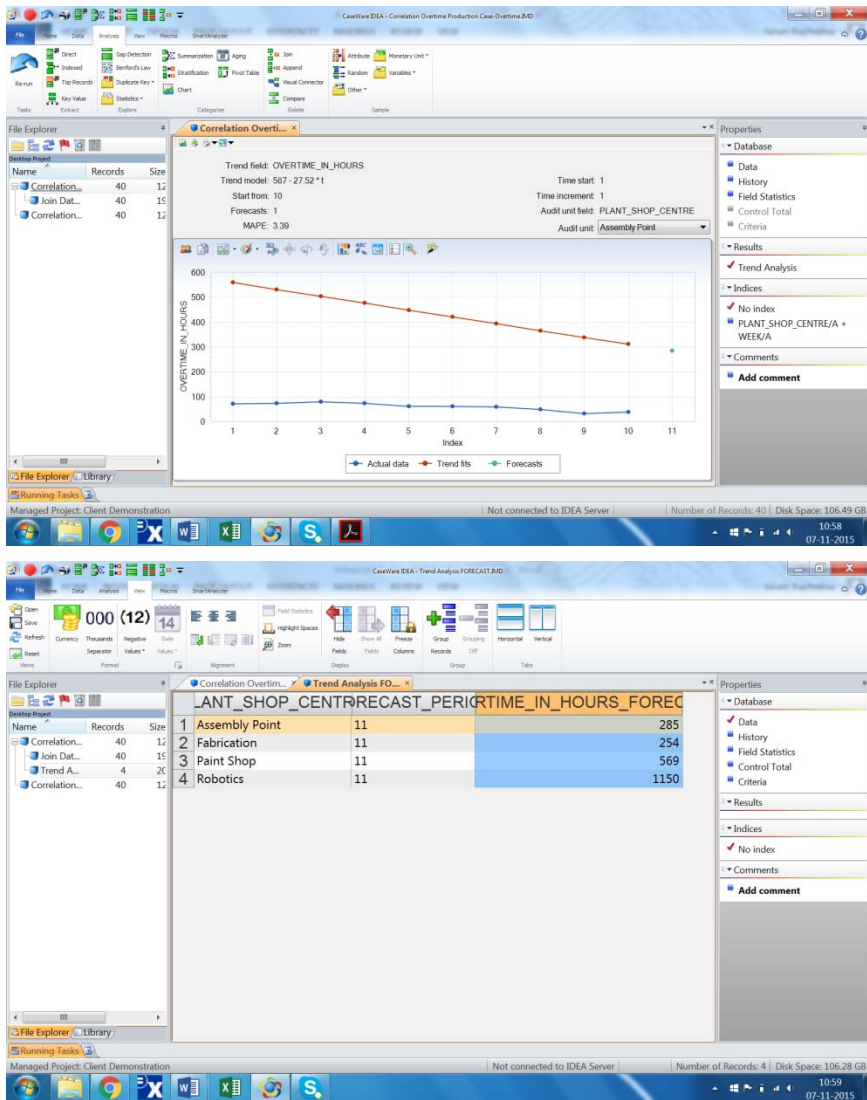 CaseWare IDEA - Correlation Overtime Production Case-Overtime.IMD
File Home Data Analysis View Macros SmartAnalyzer
Direct Gap Detection Summarization Aging Join Attribute Monetary Unit
Indexed Benford's Law Stratification Pivot Table Append Random Variables
Re-run Top Records Duplicate Key Chart Visual Connector Other
Key Value Statistics Compare
Tasks Extract Explore Categorize Relate Sample
File Explorer Correlation Overti... Properties
Desktop Project
Name Records Size
Correlation... 40 12
Join Dat... 40 19
Correlation... 40 12
Trend field: OVERTIME_IN_HOURS
Trend model: 587 - 27.52 * t Time start: 1
Start from: 10 Time increment: 1
Forecasts: 1 Audit unit field: PLANT_SHOP_CENTRE
MAPE: 3.39 Audit unit: Assembly Point
OVERTIME_IN_HOURS
600
500
400
300
200
100
0
1 2 3 4 5 6 7 8 9 10 11
Index
Actual data Trend fits Forecasts
Database
Data
History
Field Statistics
Control Total
Criteria
Results
Trend Analysis
Indices
No index
PLANT_SHOP_CENTRE/A +
WEEK/A
Comments
Add comment
File Explorer Library
Running Tasks
Managed Project: Client Demonstration Not connected to IDEA Server Number of Records: 40 Disk Space: 106.49 GB
10:58
07-11-2015
CaseWare IDEA - Trend Analysis FORECAST.IMD
File Home Data Analysis View Macros SmartAnalyzer
Open
Save 000 (12) 14 Field Statistics
Refresh Currency Thousands Negative Date Highlight Spaces Hide Show All Freeze Group Grouping Horizontal Vertical
Reset Separator Values Values Zoom Fields Fields Columns Records Off
Views Format Alignment Display Group Tabs
File Explorer Correlation Overtim... Trend Analysis FO... Properties
Desktop Project
Name Records Size
Correlation... 40 12
Join Dat... 40 19
Trend A... 4 20
Correlation... 40 12
LANT_SHOP_CENTR RECAST_PERIO RTIME_IN_HOURS_FOREC
1 Assembly Point 11 285
2 Fabrication 11 254
3 Paint Shop 11 569
4 Robotics 11 1150
Database
Data
History
Field Statistics
Control Total
Criteria
Results
Indices
No index
Comments
Add comment
File Explorer Library
Running Tasks
Managed Project: Client Demonstration Not connected to IDEA Server Number of Records: 4 Disk Space: 106.28 GB
10:59
07-11-2015